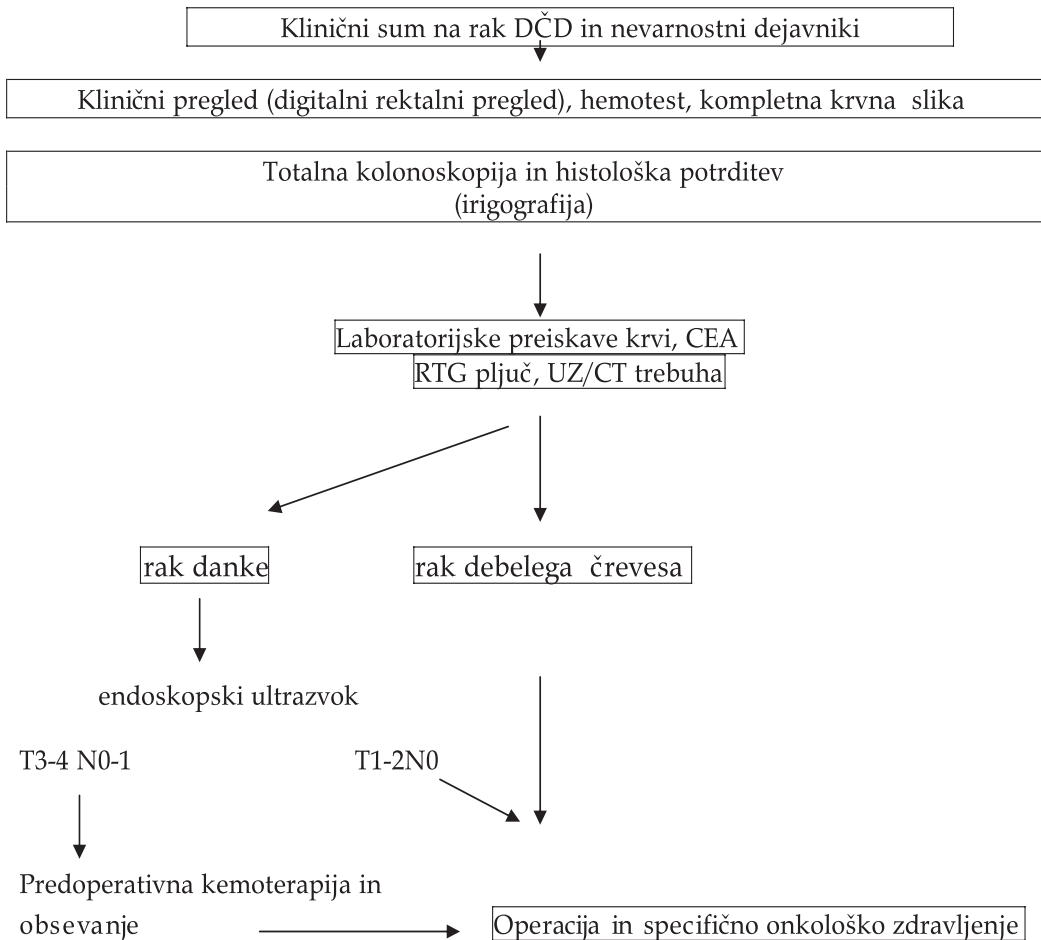 Klinični sum na rak DČD in nevarnostni dejavniki
Klinični pregled (digitalni rektalni pregled), hemotest, kompletna krvna slika
Totalna kolonoskopija in histološka potrditev
(irigografija)
Laboratorijske preiskave krvi, CEA
RTG pljuč, UZ/CT trebuha
rak danke
rak debelega črevesa
endoskopski ultrazvok
T3-4 N0-1
T1-2N0
Predoperativna kemoterapija in
obsevanje
Operacija in specifično onkološko zdravljenje